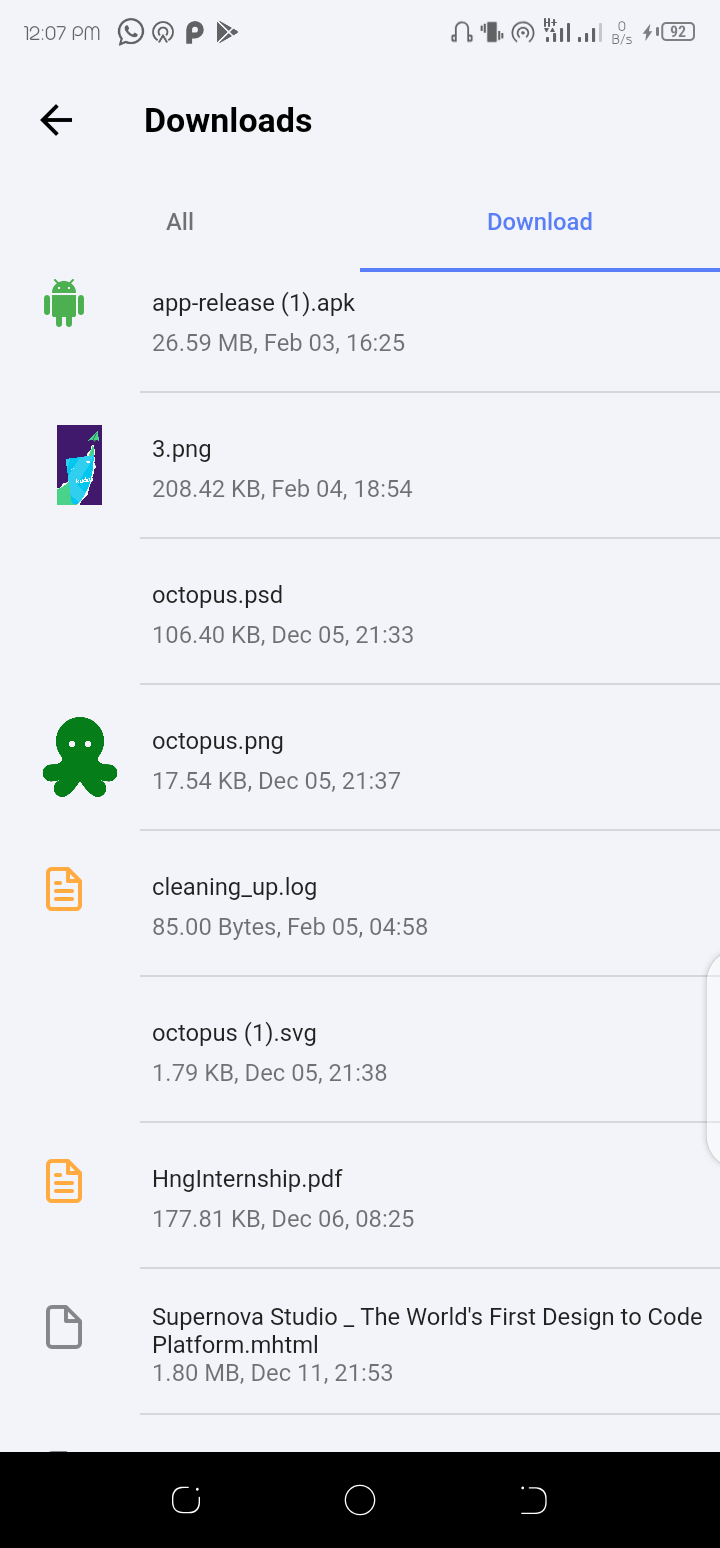 12:07 PM
H+
0
B/s
92
Downloads
All
Download
app-release (1).apk
26.59 MB, Feb 03, 16:25
3.png
208.42 KB, Feb 04, 18:54
octopus.psd
106.40 KB, Dec 05, 21:33
octopus.png
17.54 KB, Dec 05, 21:37
cleaning_up.log
85.00 Bytes, Feb 05, 04:58
octopus (1).svg
1.79 KB, Dec 05, 21:38
HngInternship.pdf
177.81 KB, Dec 06, 08:25
Supernova Studio _ The World's First Design to Code
Platform.mhtml
1.80 MB, Dec 11, 21:53